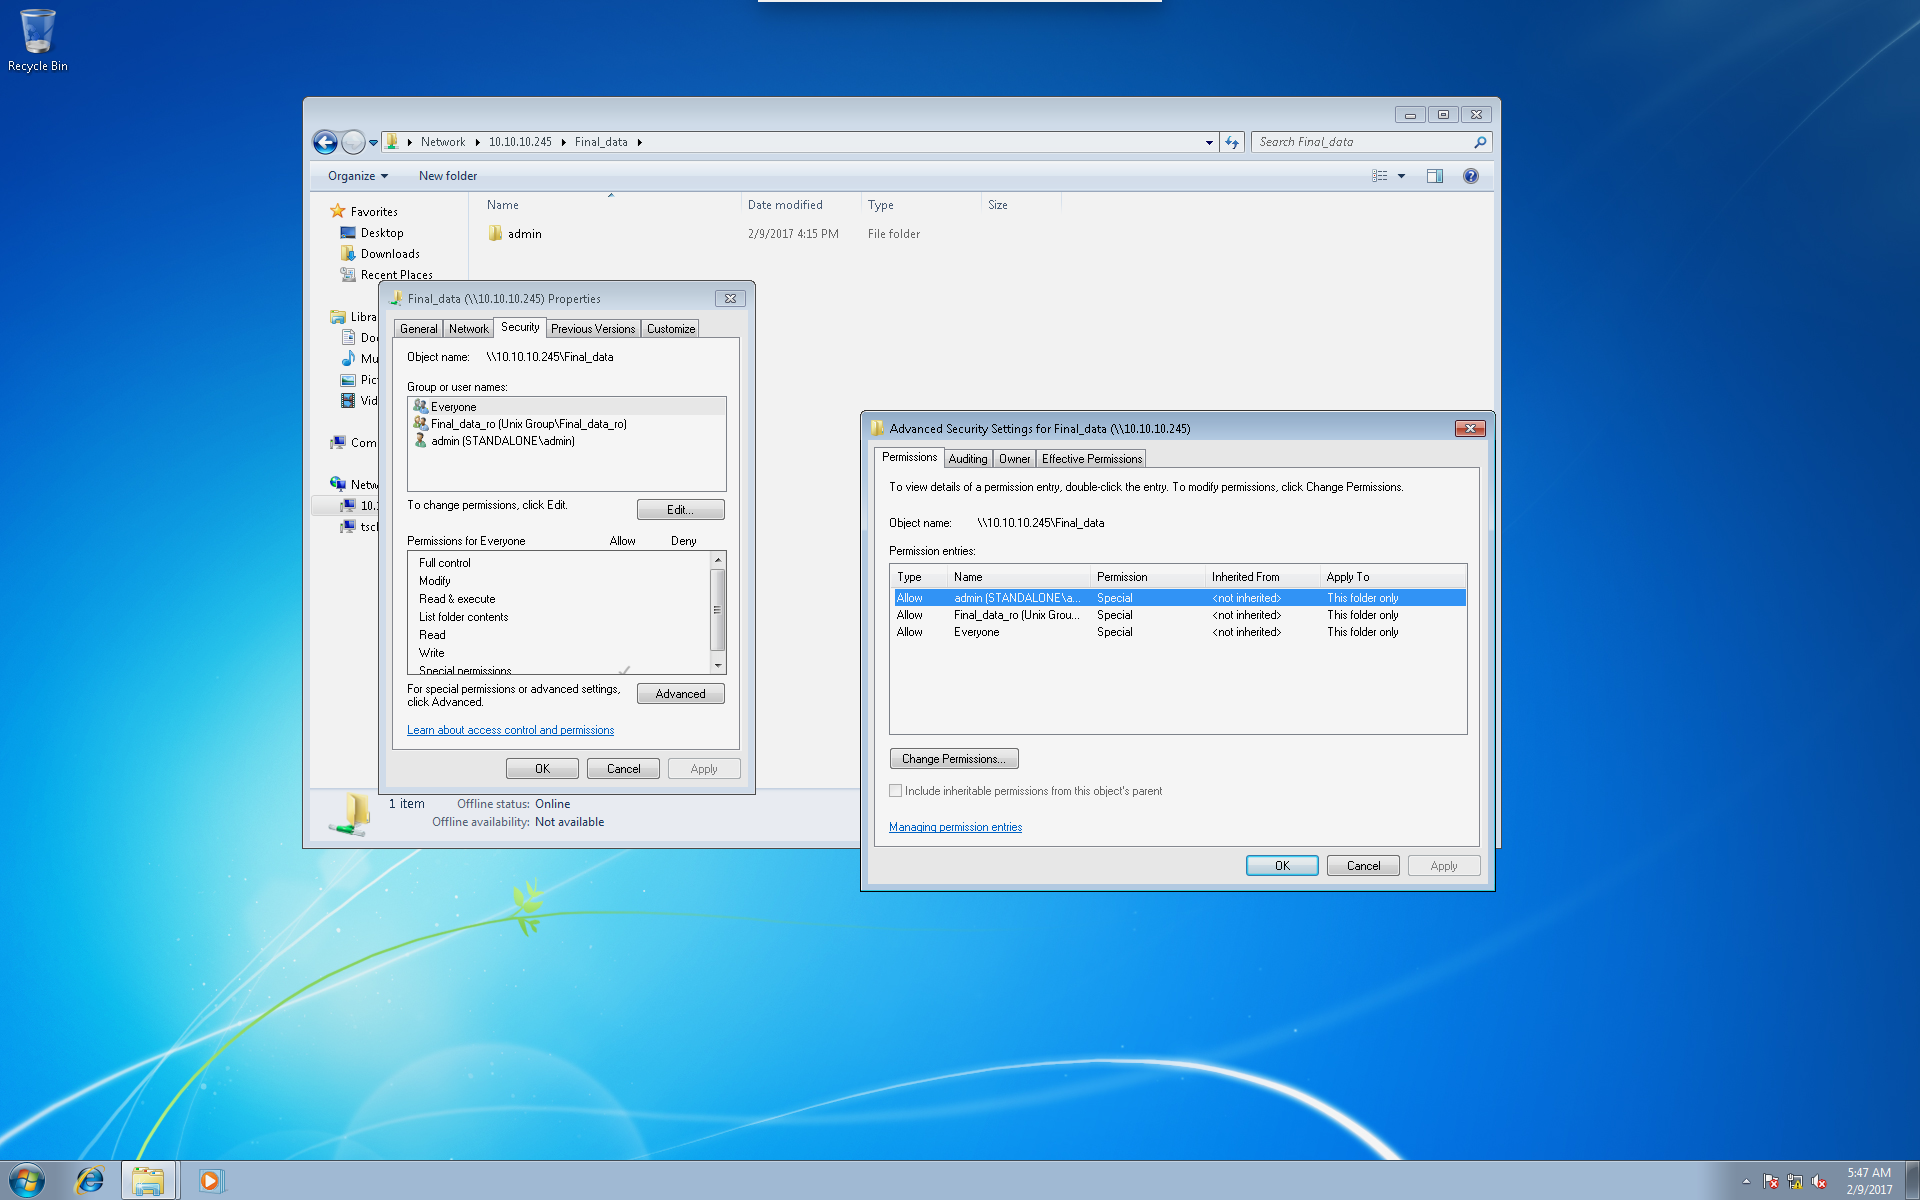 Recycle Bin
Network 10.10.10.245 Final_data
Search Final_data
Organize New folder
Favorites
Desktop
Downloads
Recent Places
Name Date modified Type Size
admin 2/9/2017 4:15 PM File folder
Final_data (\\10.10.10.245) Properties
General Network Security Previous Versions Customize
Object name: \\10.10.10.245\Final_data
Group or user names:
Everyone
Final_data_ro (Unix Group\Final_data_ro)
admin (STANDALONE\admin)
To change permissions, click Edit. Edit...
Permissions for Everyone Allow Deny
Full control
Modify
Read & execute
List folder contents
Read
Write
Special permissions
For special permissions or advanced settings, click Advanced. Advanced
Learn about access control and permissions
OK Cancel Apply
Libra
Do
Mu
Pic
Vid
Com
Netw
10.
tscl
1 item Offline status: Online
Offline availability: Not available
Advanced Security Settings for Final_data (\\10.10.10.245)
Permissions Auditing Owner Effective Permissions
To view details of a permission entry, double-click the entry. To modify permissions, click Change Permissions.
Object name: \\10.10.10.245\Final_data
Permission entries:
Type Name Permission Inherited From Apply To
Allow admin (STANDALONE\a... Special <not inherited> This folder only
Allow Final_data_ro (Unix Grou... Special <not inherited> This folder only
Allow Everyone Special <not inherited> This folder only
Change Permissions...
Include inheritable permissions from this object's parent
Managing permission entries
OK Cancel Apply
5:47 AM
2/9/2017